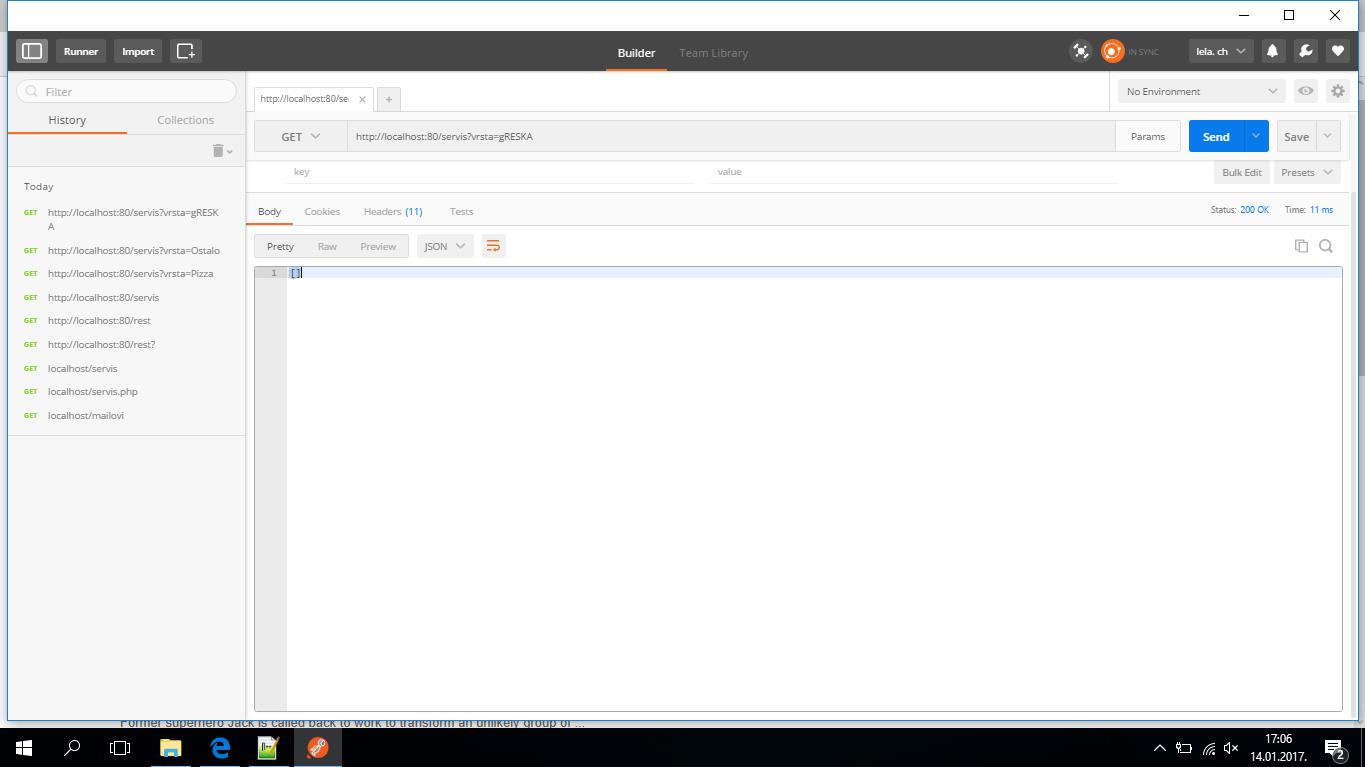 Runner
Import
Builder
Team Library
IN SYNC
lela. ch
Filter
History
Collections
Today
GET http://localhost:80/servis?vrsta=gRESK
A
GET http://localhost:80/servis?vrsta=Ostalo
GET http://localhost:80/servis?vrsta=Pizza
GET http://localhost:80/servis
GET http://localhost:80/rest
GET http://localhost:80/rest?
GET localhost/servis
GET localhost/servis.php
GET localhost/mailovi
http://localhost:80/se
No Environment
GET
http://localhost:80/servis?vrsta=gRESKA
Params
Send
Save
key
value
Bulk Edit
Presets
Body
Cookies
Headers (11)
Tests
Status: 200 OK
Time: 11 ms
Pretty
Raw
Preview
JSON
1 []
Former superhero Jack is called back to work to transform an unlikely group of ...
17:06
14.01.2017.
2